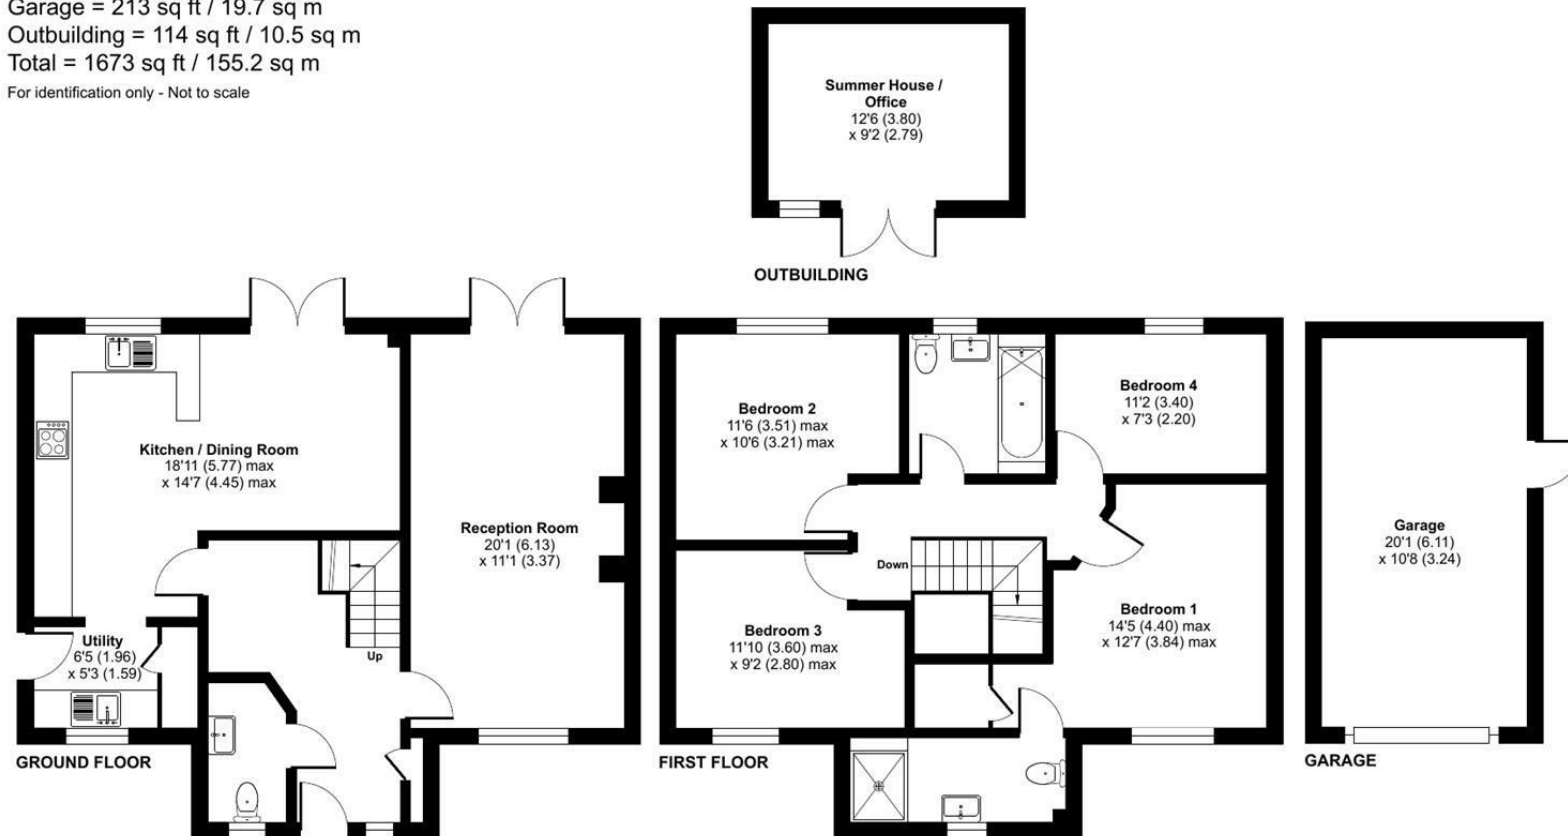 Garage = 213 sq ft / 19.7 sq m
Outbuilding = 114 sq ft / 10.5 sq m
Total = 1673 sq ft / 155.2 sq m
For identification only - Not to scale
Summer House /
Office
12'6 (3.80)
x 9'2 (2.79)
OUTBUILDING
Kitchen / Dining Room
18'11 (5.77) max
x 14'7 (4.45) max
Reception Room
20'1 (6.13)
x 11'1 (3.37)
Utility
6'5 (1.96)
x 5'3 (1.59)
Up
GROUND FLOOR
Bedroom 2
11'6 (3.51) max
x 10'6 (3.21) max
Bedroom 4
11'2 (3.40)
x 7'3 (2.20)
Down
Bedroom 3
11'10 (3.60) max
x 9'2 (2.80) max
Bedroom 1
14'5 (4.40) max
x 12'7 (3.84) max
FIRST FLOOR
Garage
20'1 (6.11)
x 10'8 (3.24)
GARAGE